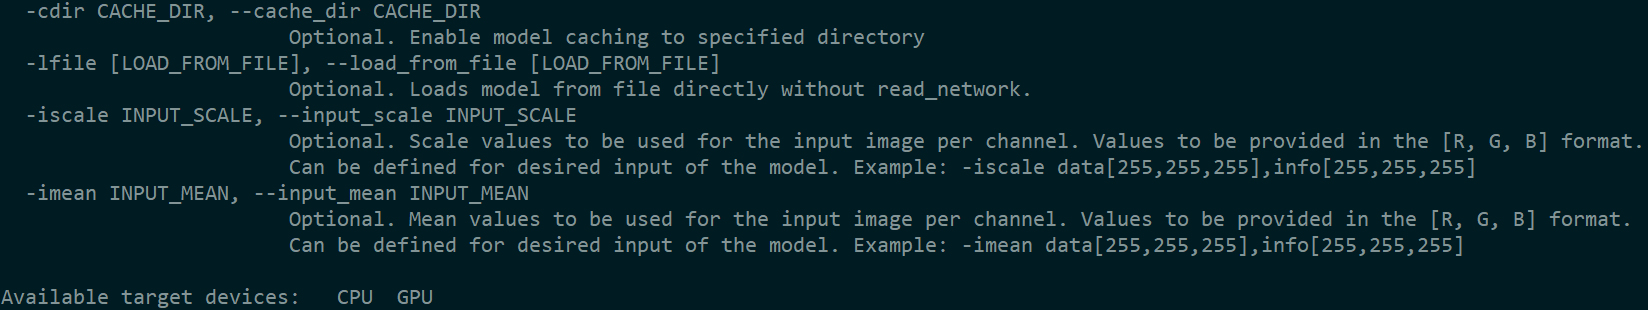 -cdir CACHE_DIR, --cache_dir CACHE_DIR
Optional. Enable model caching to specified directory
-lfile [LOAD_FROM_FILE], --load_from_file [LOAD_FROM_FILE]
Optional. Loads model from file directly without read_network.
-iscale INPUT_SCALE, --input_scale INPUT_SCALE
Optional. Scale values to be used for the input image per channel. Values to be provided in the [R, G, B] format.
Can be defined for desired input of the model. Example: -iscale data[255,255,255],info[255,255,255]
-imean INPUT_MEAN, --input_mean INPUT_MEAN
Optional. Mean values to be used for the input image per channel. Values to be provided in the [R, G, B] format.
Can be defined for desired input of the model. Example: -imean data[255,255,255],info[255,255,255]
Available target devices:   CPU  GPU